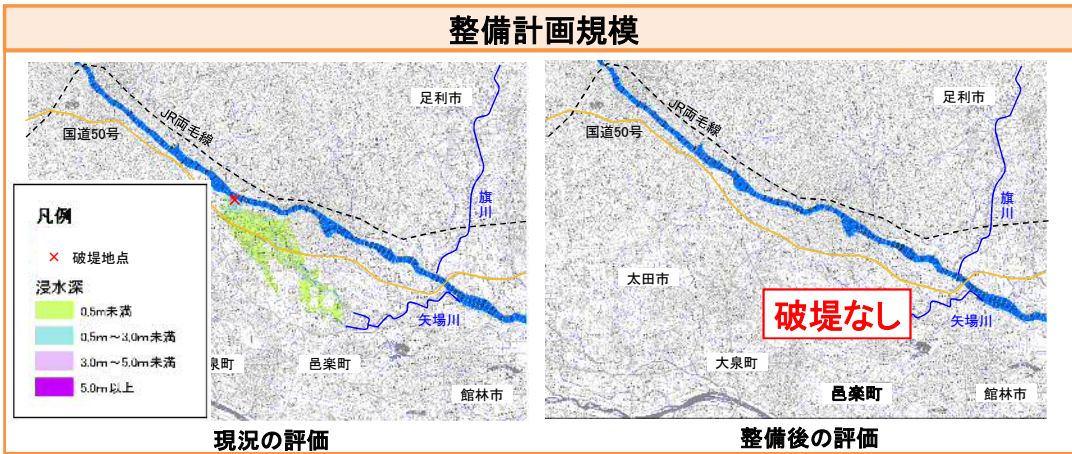 整備計画規模
足利市
JR両毛線
国道50号
旗川
凡例
× 破堤地点
浸水深
0.5m未満
0.5m～3.0m未満
3.0m～5.0m未満
5.0m以上
矢場川
泉町
邑楽町
館林市
現況の評価
足利市
JR両毛線
国道50号
旗川
太田市
破堤なし
矢場川
大泉町
邑楽町
館林市
整備後の評価